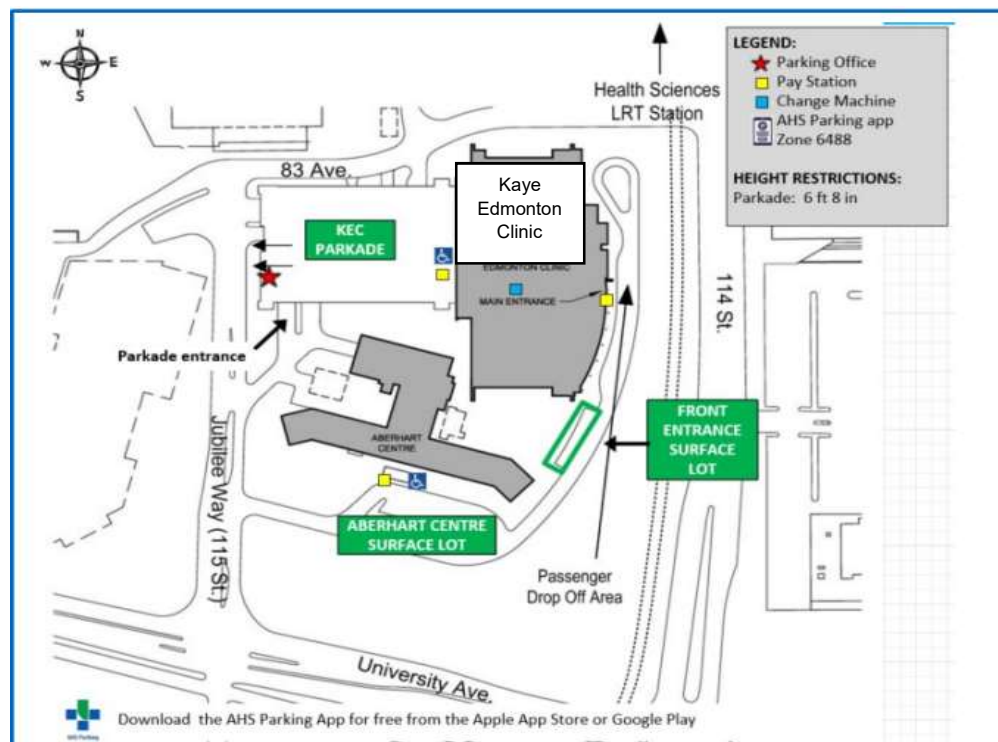 N
W E
S
LEGEND:
Parking Office
Pay Station
Change Machine
AHS Parking app
Zone 6488
HEIGHT RESTRICTIONS:
Parkade: 6 ft 8 in
Health Sciences
LRT Station
83 Ave.
Kaye
Edmonton
Clinic
KEC
PARKADE
EDMONTON CLINIC
MAIN ENTRANCE
114 St.
Parkade entrance
FRONT
ENTRANCE
SURFACE
LOT
ABERHART
CENTRE
Jubilee Way (115 St.)
ABERHART CENTRE
SURFACE LOT
Passenger
Drop Off Area
University Ave.
AHS Parking
Download the AHS Parking App for free from the Apple App Store or Google Play